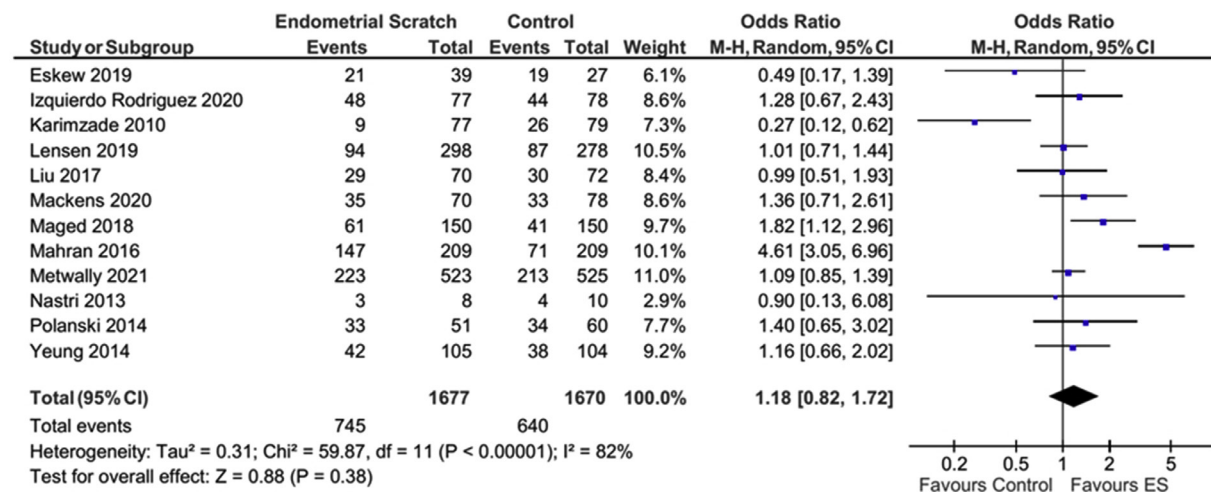 Endometrial Scratch Control Odds Ratio Odds Ratio
Study or Subgroup Events Total Events Total Weight M-H, Random, 95% CI M-H, Random, 95% CI
Eskew 2019 21 39 19 27 6.1% 0.49 [0.17, 1.39]
Izquierdo Rodriguez 2020 48 77 44 78 8.6% 1.28 [0.67, 2.43]
Karimzade 2010 9 77 26 79 7.3% 0.27 [0.12, 0.62]
Lensen 2019 94 298 87 278 10.5% 1.01 [0.71, 1.44]
Liu 2017 29 70 30 72 8.4% 0.99 [0.51, 1.93]
Mackens 2020 35 70 33 78 8.6% 1.36 [0.71, 2.61]
Maged 2018 61 150 41 150 9.7% 1.82 [1.12, 2.96]
Mahran 2016 147 209 71 209 10.1% 4.61 [3.05, 6.96]
Metwally 2021 223 523 213 525 11.0% 1.09 [0.85, 1.39]
Nastri 2013 3 8 4 10 2.9% 0.90 [0.13, 6.08]
Polanski 2014 33 51 34 60 7.7% 1.40 [0.65, 3.02]
Yeung 2014 42 105 38 104 9.2% 1.16 [0.66, 2.02]
Total (95% CI) 1677 1670 100.0% 1.18 [0.82, 1.72]
Total events 745 640
Heterogeneity: Tau² = 0.31; Chi² = 59.87, df = 11 (P < 0.00001); I² = 82%
Test for overall effect: Z = 0.88 (P = 0.38)
0.2 0.5 1 2 5
Favours Control Favours ES